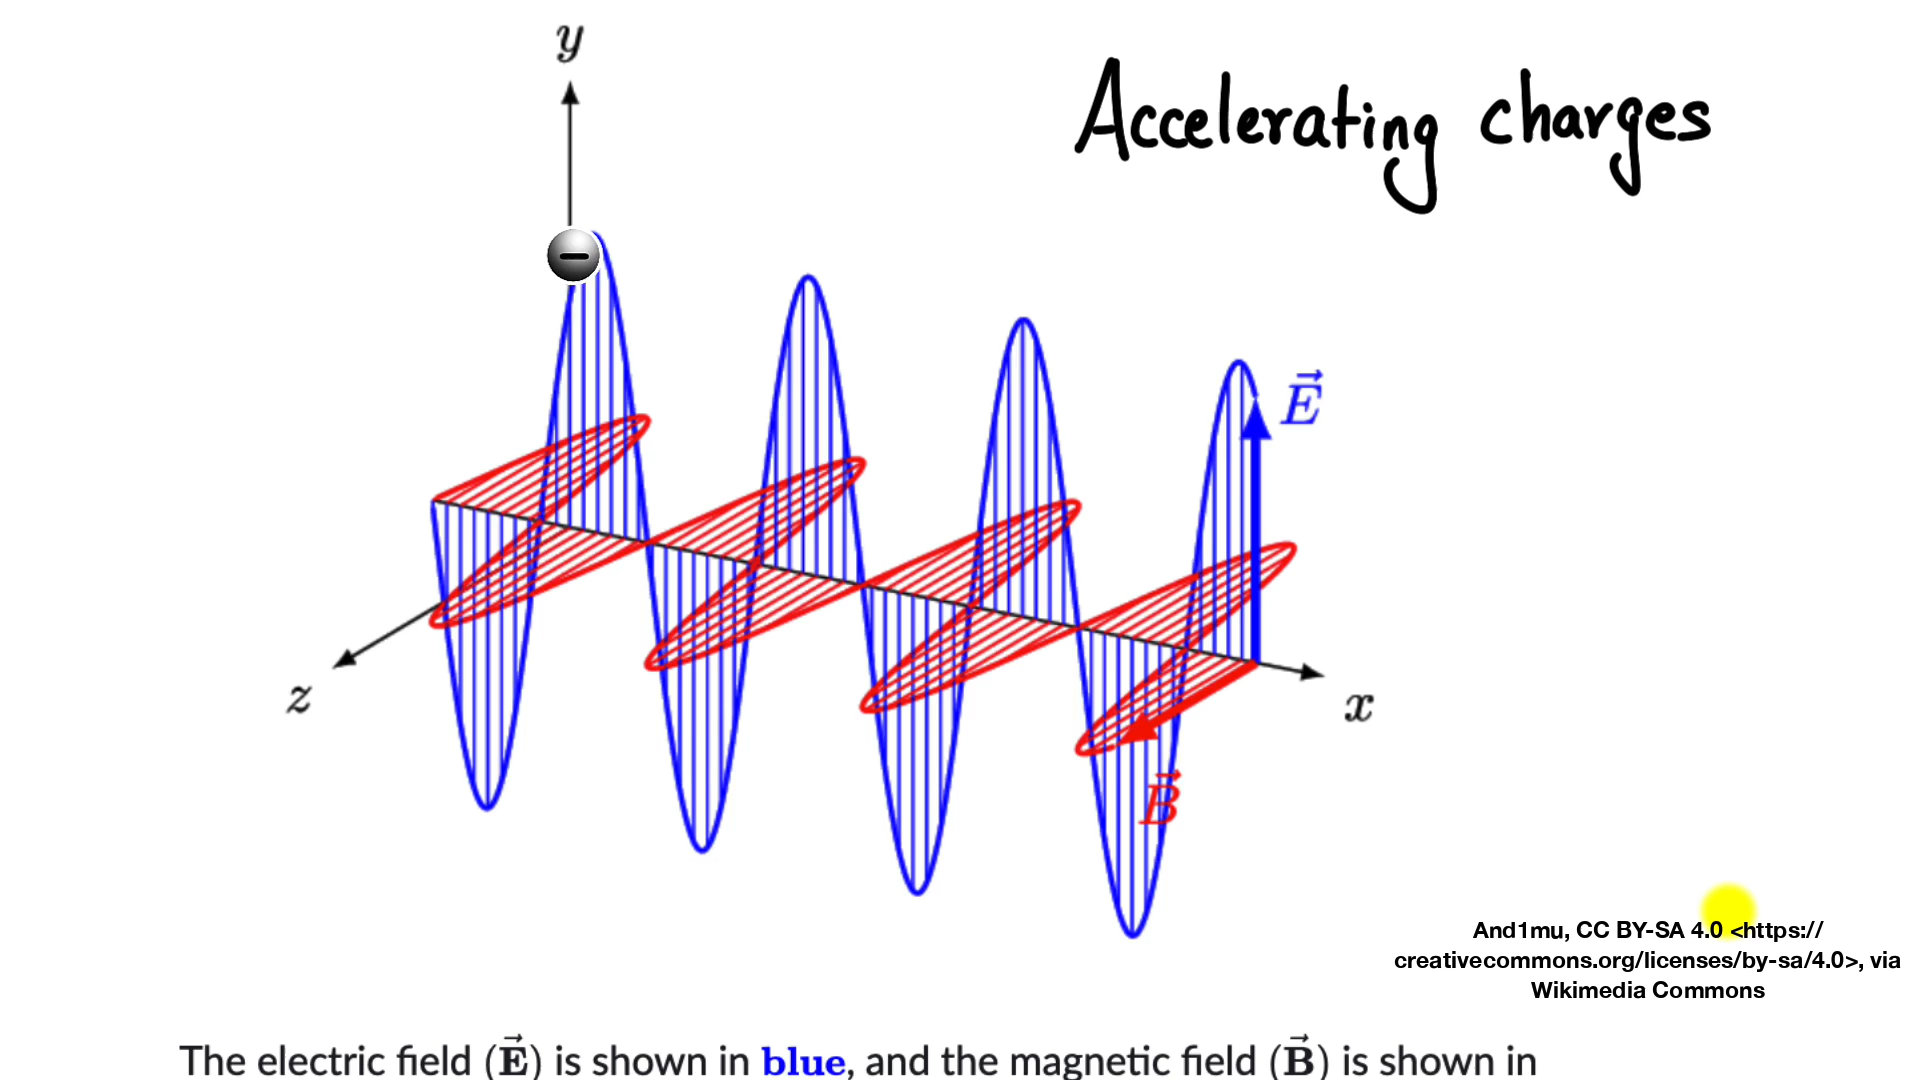 y
Accelerating charges
−
E⃗
z
x
B⃗
And1mu, CC BY-SA 4.0 <https://
creativecommons.org/licenses/by-sa/4.0>, via
Wikimedia Commons
The electric field (E⃗) is shown in blue, and the magnetic field (B⃗) is shown in